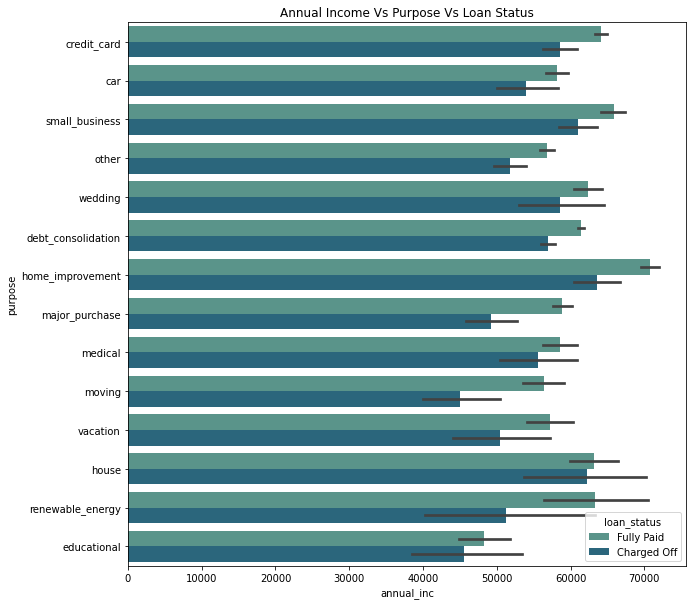 Annual Income Vs Purpose Vs Loan Status
credit_card
car
small_business
other
wedding
debt_consolidation
home_improvement
major_purchase
medical
moving
vacation
house
renewable_energy
educational
purpose
loan_status
Fully Paid
Charged Off
0 10000 20000 30000 40000 50000 60000 70000
annual_inc